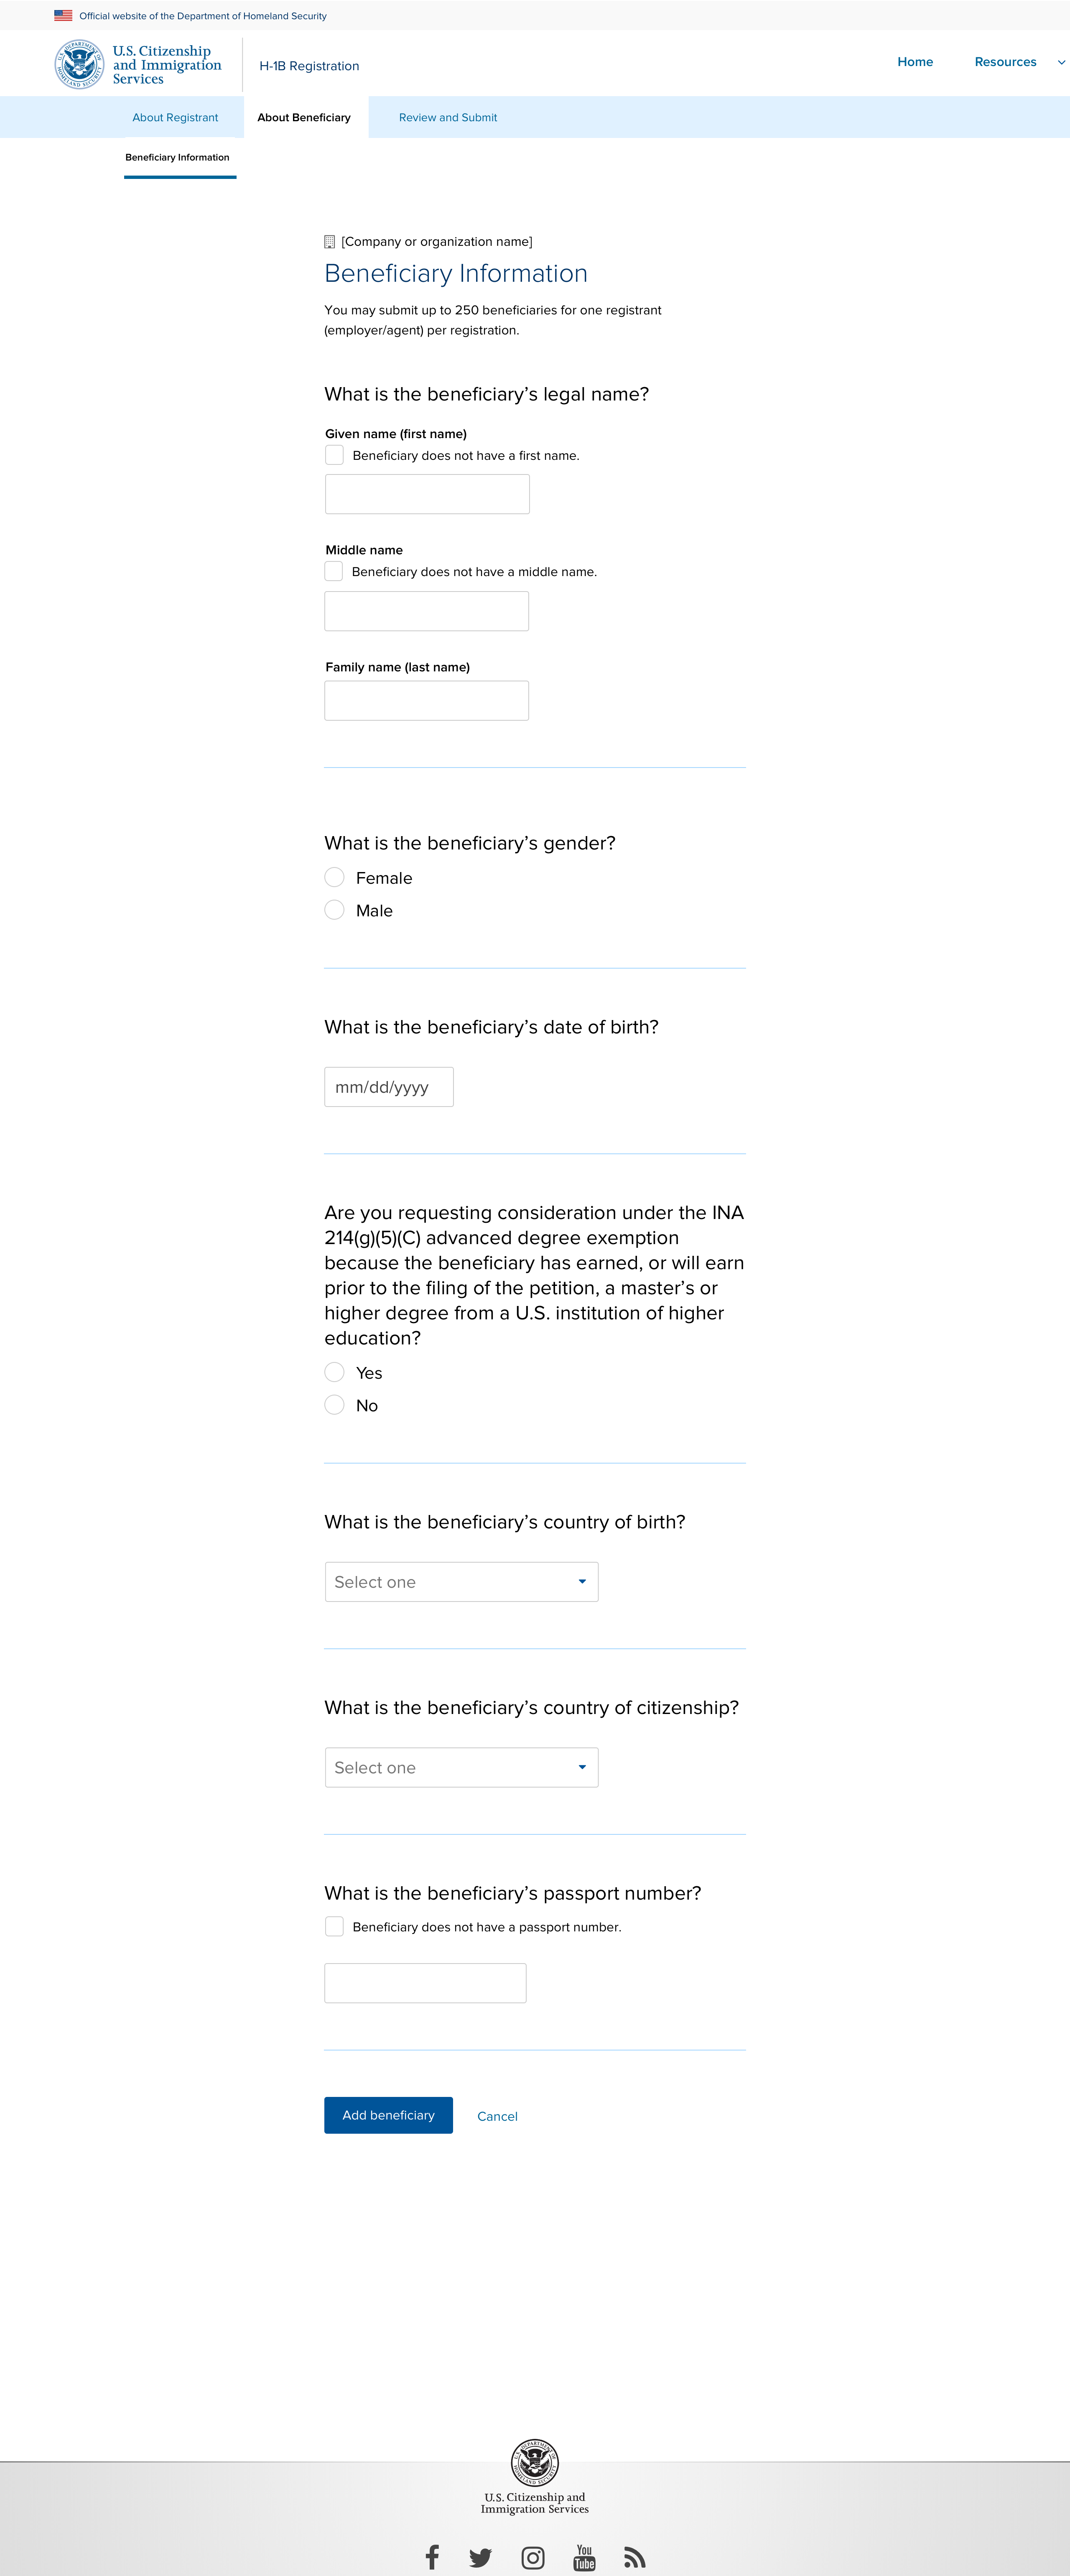 Official website of the Department of Homeland Security
U.S. Citizenship
and Immigration
Services
H-1B Registration
Home
Resources
About Registrant
About Beneficiary
Review and Submit
Beneficiary Information
[Company or organization name]
Beneficiary Information
You may submit up to 250 beneficiaries for one registrant
(employer/agent) per registration.
What is the beneficiary’s legal name?
Given name (first name)
Beneficiary does not have a first name.
Middle name
Beneficiary does not have a middle name.
Family name (last name)
What is the beneficiary’s gender?
Female
Male
What is the beneficiary’s date of birth?
mm/dd/yyyy
Are you requesting consideration under the INA
214(g)(5)(C) advanced degree exemption
because the beneficiary has earned, or will earn
prior to the filing of the petition, a master’s or
higher degree from a U.S. institution of higher
education?
Yes
No
What is the beneficiary’s country of birth?
Select one
What is the beneficiary’s country of citizenship?
Select one
What is the beneficiary’s passport number?
Beneficiary does not have a passport number.
Add beneficiary
Cancel
U.S. Citizenship and
Immigration Services
You
Tube